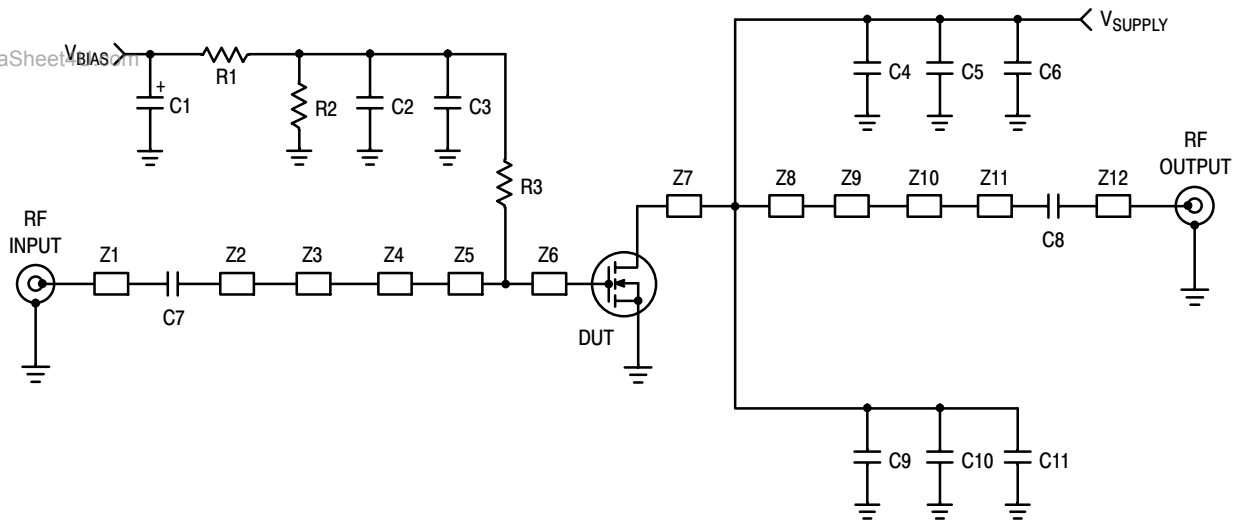 VSUPPLY
VBIAS
aSheet4U.com
R1
C1
+
R2
C2
C3
C4
C5
C6
R3
RF
INPUT
Z1
C7
Z2
Z3
Z4
Z5
Z6
DUT
Z7
Z8
Z9
Z10
Z11
C8
Z12
RF
OUTPUT
C9
C10
C11